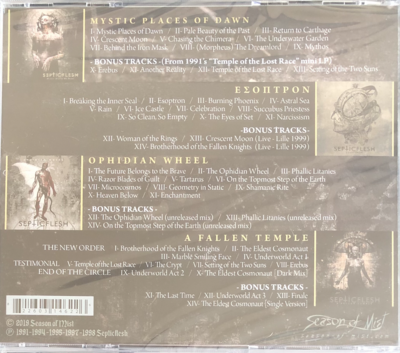 MYSTIC PLACES OF DAWN
I-Mystic Places of Dawn // II-Pale Beauty of the Past // III-Return to Carthage
IV-Crescent Moon // V-Chasing the Chimera // VI-The Underwater Garden
VII-Behind the Iron Mask // VIII-(Morpheus) The Dreamlord // IX-Mythos
BONUS TRACKS -(From 1991's "Temple of the Lost Race" mini LP)
X-Erebus // XI-Another Reality // XII-Temple of the Lost Race // XIII-Setting of the Two Suns
SEPTICFLESH
ΕΣΟΠΤΡΟΝ
I-Breaking the Inner Seal // II-Esoptron // III-Burning Phoenix // IV-Astral Sea
V-Rain // VI-Ice Castle // VII-Celebration // VIII-Succubus Priestess
IX-So Clean, So Empty // X-The Eyes of Set // XI-Narcissism
- BONUS TRACKS -
XII-Woman of the Rings // XIII-Crescent Moon (Live - Lille 1999)
XIV-Brotherhood of the Fallen Knights (Live - Lille 1999)
OPHIDIAN WHEEL
I-The Future Belongs to the Brave // II-The Ophidian Wheel // III-Phallic Litanies
IV-Razor Blades of Guilt // V-Tartarus // VI-On the Topmost Step of the Earth
VII-Microcosmos // VIII-Geometry in Static // IX-Shamanic Rite
X-Heaven Below // XI-Enchantment
SEPTICFLESH
- BONUS TRACKS -
XII-The Ophidian Wheel (unreleased mix) // XIII-Phallic Litanies (unreleased mix)
XIV-On the Topmost Step of the Earth (unreleased mix)
A FALLEN TEMPLE
THE NEW ORDER I-Brotherhood of the Fallen Knights // II-The Eldest Cosmonaut
III-Marble Smiling Face // IV-Underworld Act 1
TESTIMONIAL V-Temple of the Lost Race // VI-The Crypt // VII-Setting of the Two Suns // VIII-Erebus
END OF THE CIRCLE IX-Underworld Act 2 // X-The Eldest Cosmonaut (Dark Mix)
- BONUS TRACKS -
XI-The Last Time // XII-Underworld Act 3 // XIII-Finale
XIV-The Eldest Cosmonaut (Single Version)
SEPTICFLESH
Season of Mist